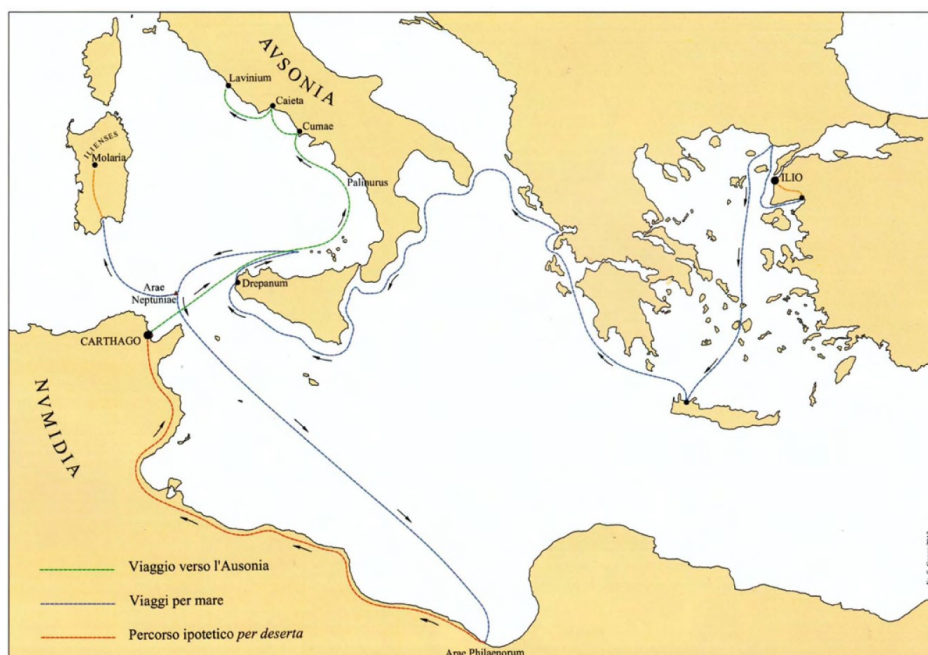 AVSONIA
Lavinium
Caieta
Cumae
ILIENSES
Molaria
Palinurus
ILIO
Drepanum
Arae
Neptuniae
CARTHAGO
NVMIDIA
Viaggio verso l'Ausonia
Viaggi per mare
Percorso ipotetico per deserta
Arae Philaenorum